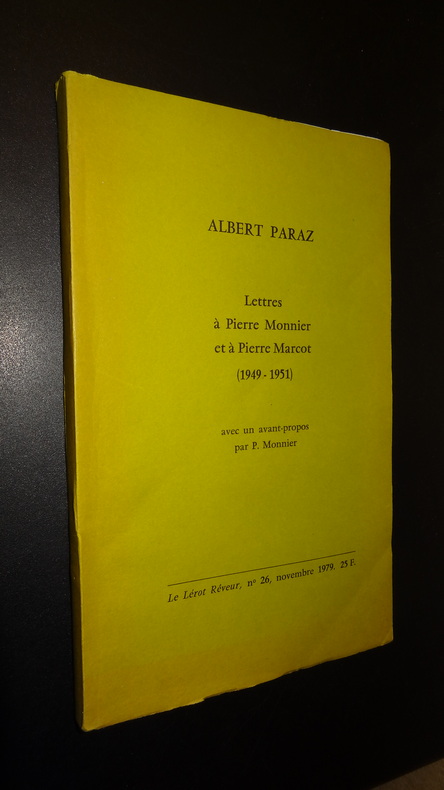 ALBERT PARAZ
Lettres
à Pierre Monnier
et à Pierre Marcot
(1949-1951)
avec un avant-propos
par P. Monnier
Le Lérot Rêveur, nº 26, novembre 1979. 25 F.